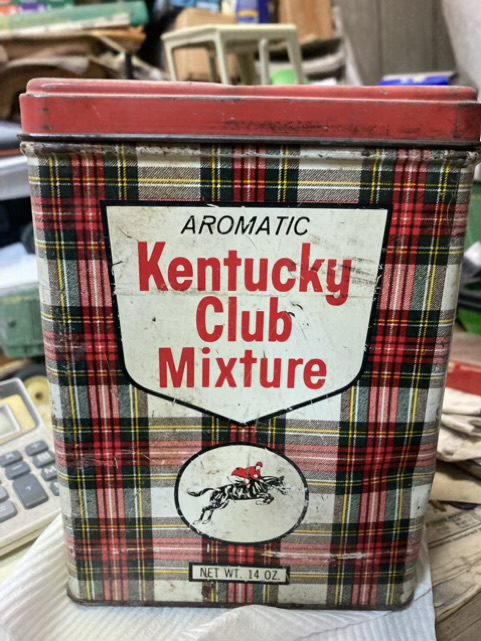 AROMATIC
Kentucky
Club
Mixture
NET WT. 14 OZ.